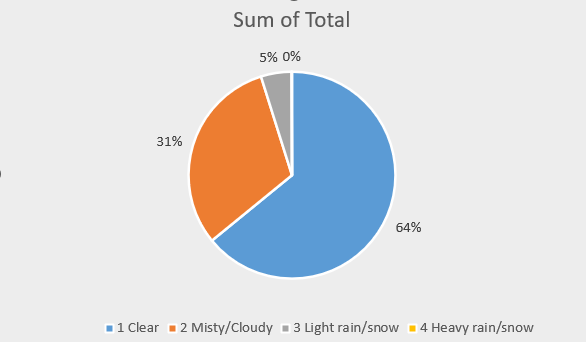 Sum of Total
5% 0%
31%
64%
1 Clear 2 Misty/Cloudy 3 Light rain/snow 4 Heavy rain/snow